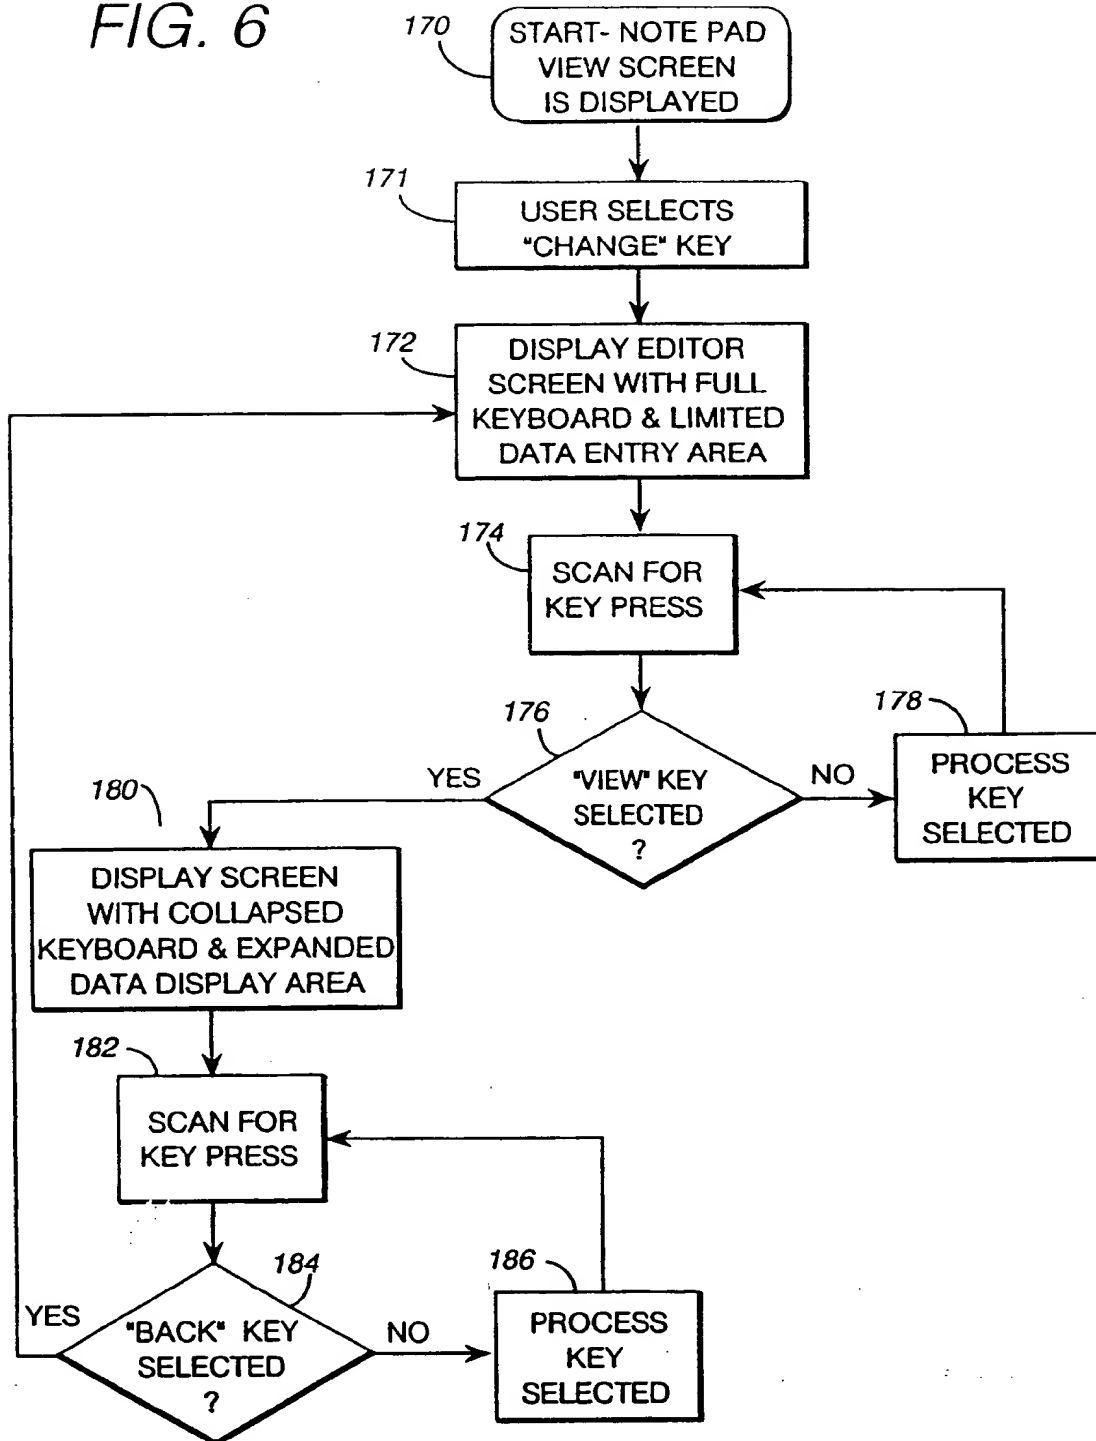 FIG. 6
170
START- NOTE PAD
VIEW SCREEN
IS DISPLAYED
171
USER SELECTS
"CHANGE" KEY
172
DISPLAY EDITOR
SCREEN WITH FULL
KEYBOARD & LIMITED
DATA ENTRY AREA
174
SCAN FOR
KEY PRESS
176
"VIEW" KEY
SELECTED
?
YES
NO
178
PROCESS
KEY
SELECTED
180
DISPLAY SCREEN
WITH COLLAPSED
KEYBOARD & EXPANDED
DATA DISPLAY AREA
182
SCAN FOR
KEY PRESS
184
"BACK" KEY
SELECTED
?
YES
NO
186
PROCESS
KEY
SELECTED